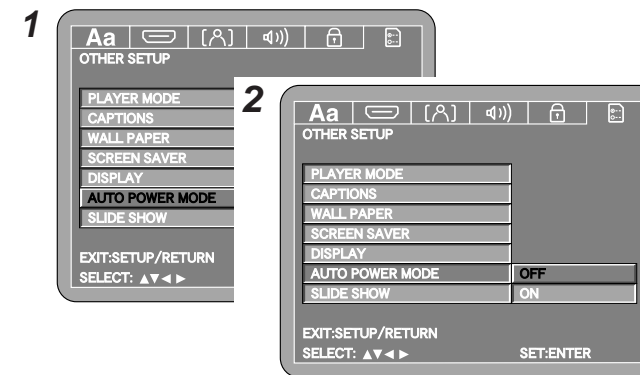 1
Aa
OTHER SETUP
PLAYER MODE
CAPTIONS
WALL PAPER
SCREEN SAVER
DISPLAY
AUTO POWER MODE
SLIDE SHOW
EXIT:SETUP/RETURN
SELECT: ▲▼◄ ►
2
Aa
OTHER SETUP
PLAYER MODE
CAPTIONS
WALL PAPER
SCREEN SAVER
DISPLAY
AUTO POWER MODE OFF
SLIDE SHOW ON
EXIT:SETUP/RETURN
SELECT: ▲▼◄ ► SET:ENTER